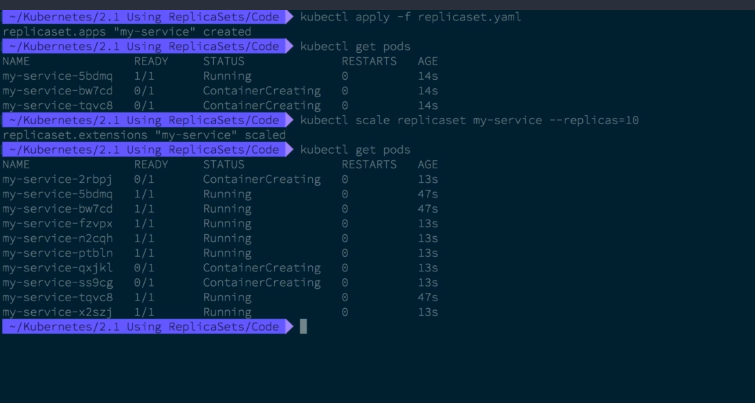 ~/Kubernetes/2.1 Using ReplicaSets/Code kubectl apply -f replicaset.yaml
replicaset.apps "my-service" created
~/Kubernetes/2.1 Using ReplicaSets/Code kubectl get pods
NAME READY STATUS RESTARTS AGE
my-service-5bdmq 1/1 Running 0 14s
my-service-bw7cd 0/1 ContainerCreating 0 14s
my-service-tqvc8 0/1 ContainerCreating 0 14s
~/Kubernetes/2.1 Using ReplicaSets/Code kubectl scale replicaset my-service --replicas=10
replicaset.extensions "my-service" scaled
~/Kubernetes/2.1 Using ReplicaSets/Code kubectl get pods
NAME READY STATUS RESTARTS AGE
my-service-2rbpj 0/1 ContainerCreating 0 13s
my-service-5bdmq 1/1 Running 0 47s
my-service-bw7cd 1/1 Running 0 47s
my-service-fzvpx 1/1 Running 0 13s
my-service-n2cqh 1/1 Running 0 13s
my-service-ptbln 1/1 Running 0 13s
my-service-qxjkl 0/1 ContainerCreating 0 13s
my-service-ss9cg 0/1 ContainerCreating 0 13s
my-service-tqvc8 1/1 Running 0 47s
my-service-x2szj 1/1 Running 0 13s
~/Kubernetes/2.1 Using ReplicaSets/Code